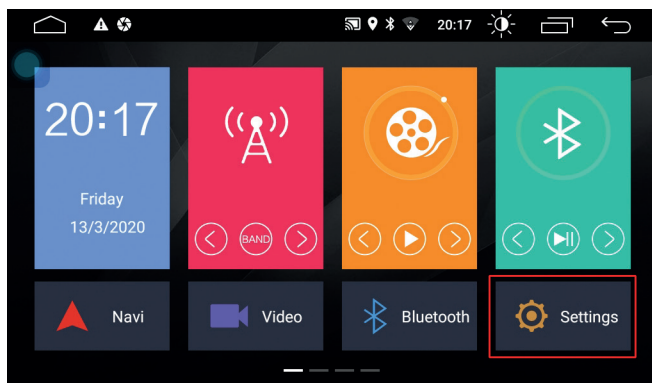 20:17
20:17
Friday
13/3/2020
BAND
Navi
Video
Bluetooth
Settings